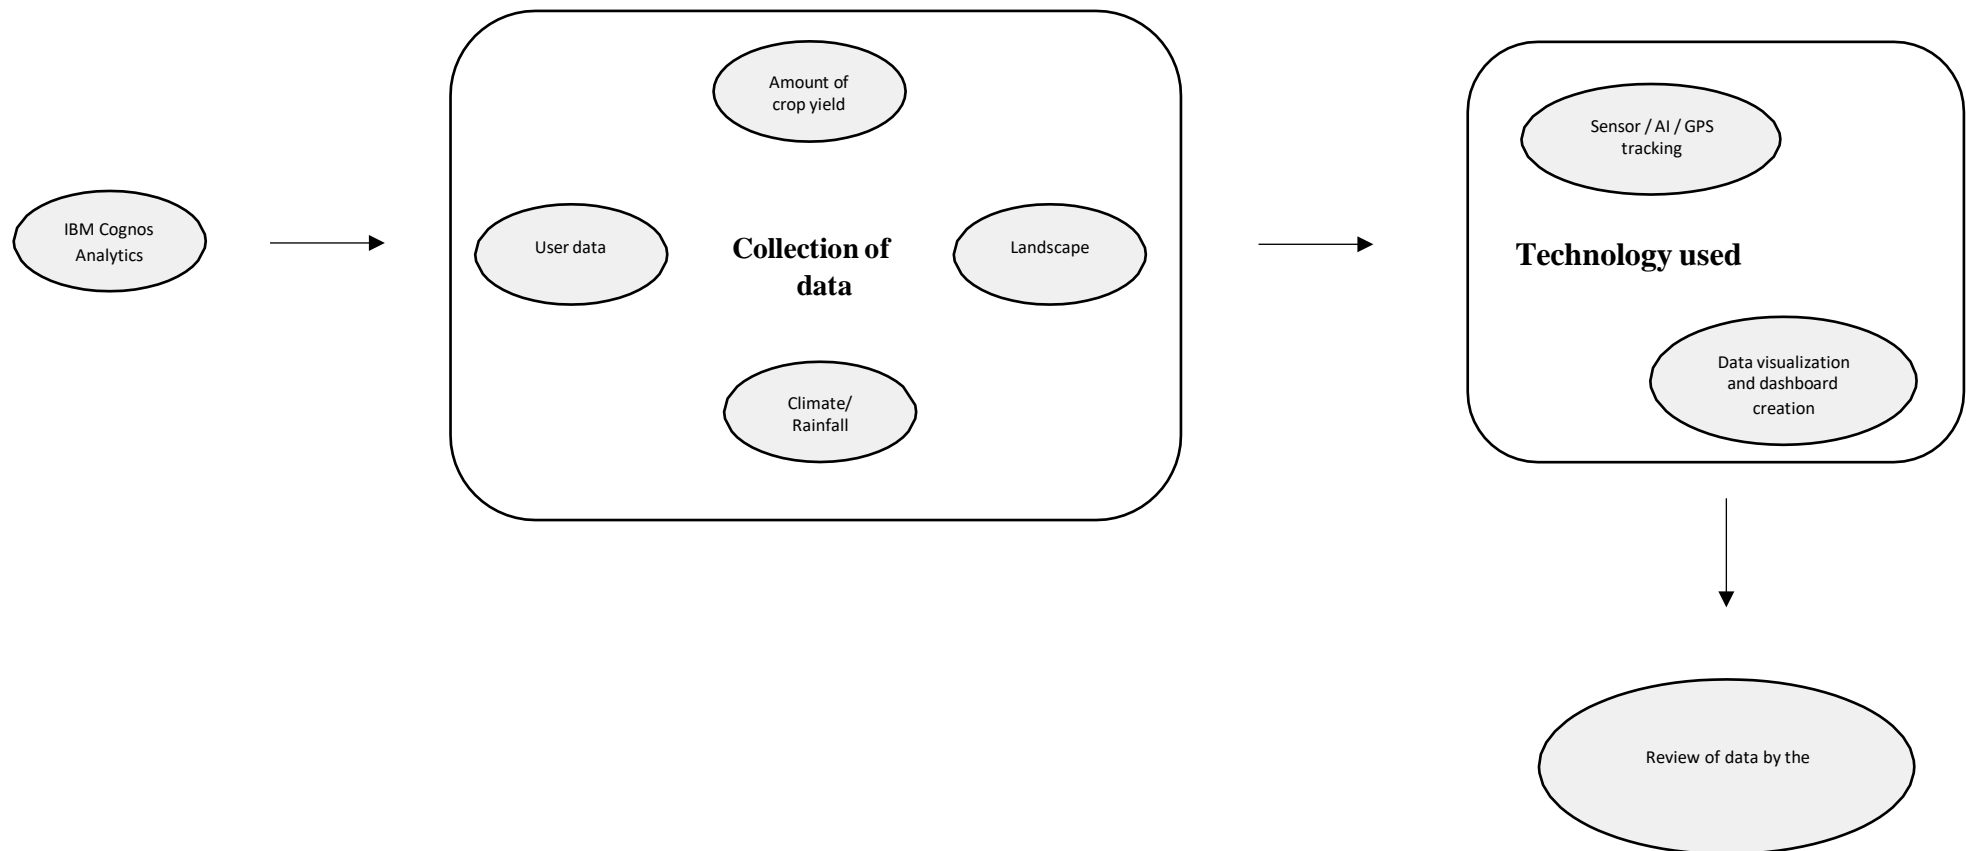 IBM Cognos
Analytics
Amount of
crop yield
User data
Collection of
data
Landscape
Climate/
Rainfall
Sensor / AI / GPS
tracking
Technology used
Data visualization
and dashboard
creation
Review of data by the